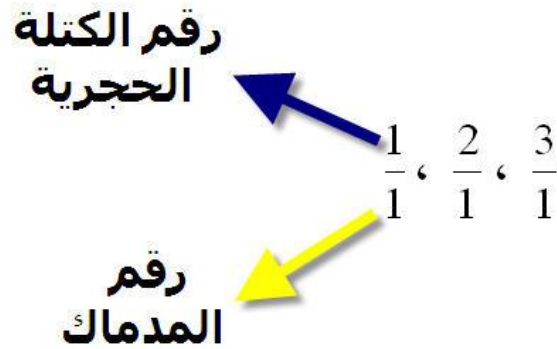 رقم الكتلة
الحجرية
1/1 ، 2/1 ، 3/1
رقم
المدماك